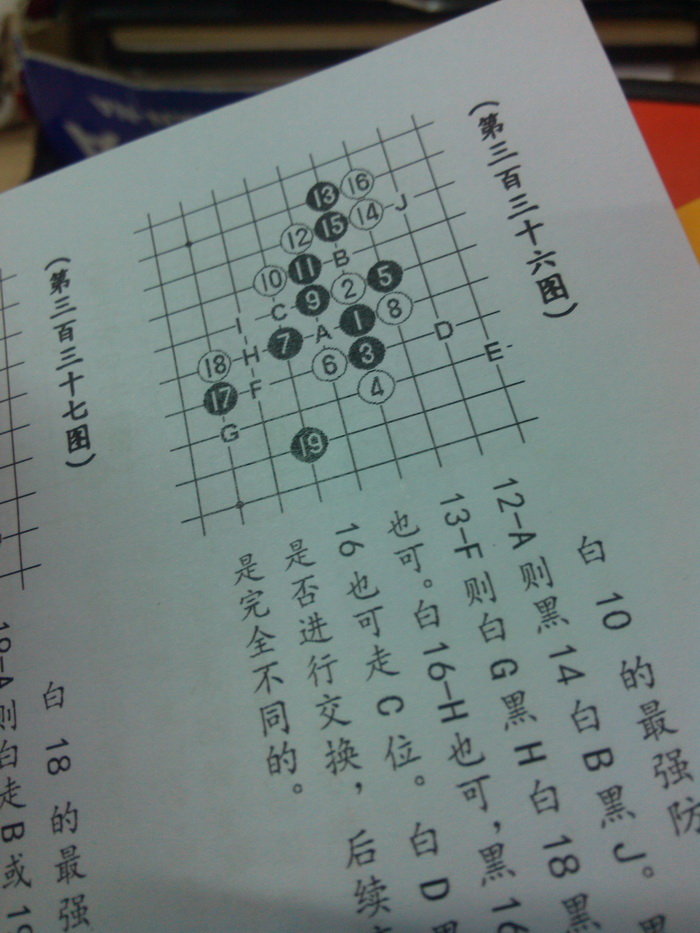 （第三百三十六图）
13 16
12 15 14 J
10 11 B
I C 9 2 5
18 H 7 A 1 8
17 F 6 3 D
G 4 E
19
白 10 的最强防
12-A 则黑 14 白 B 黑 J。
13-F 则白 G 黑 H 白 18 黑
也可。白 16-H 也可，黑 16
16 也可走 C 位。白 D 黑
是否进行交换，后续
是完全不同的。
（第三百三十七图）
白 18 的最强
19-A 则白走 B 或